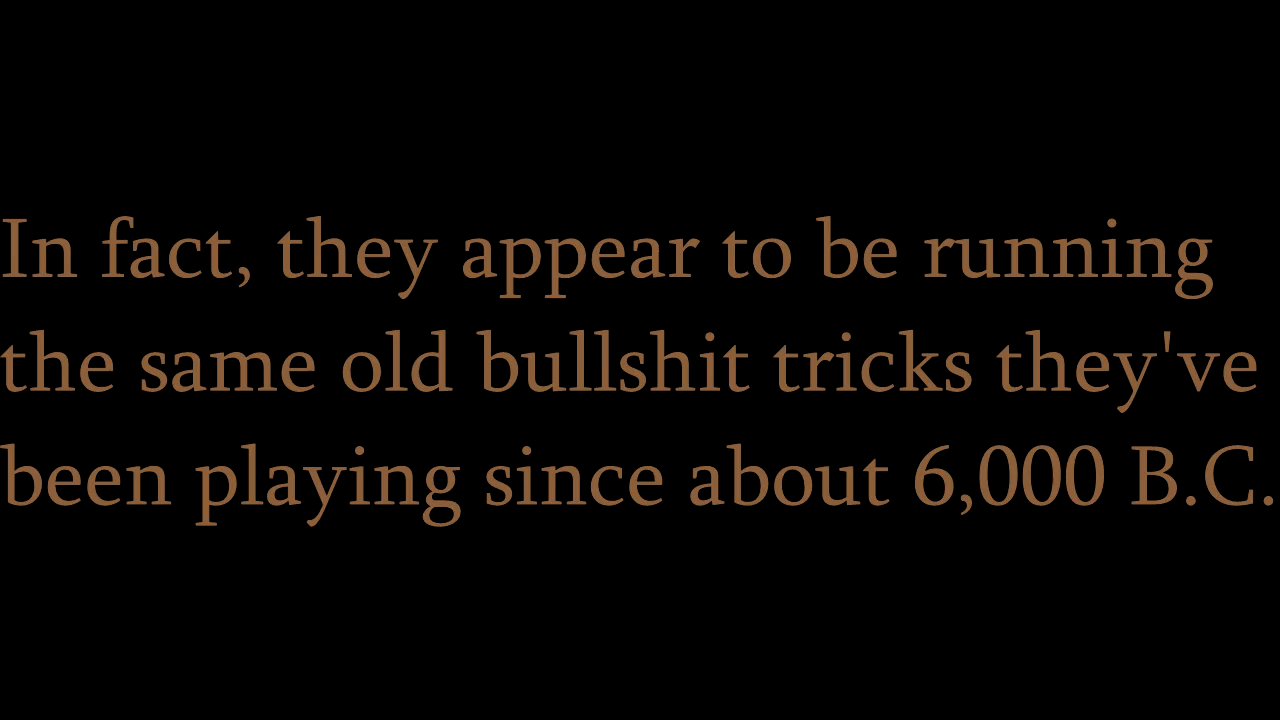 In fact, they appear to be running
the same old bullshit tricks they've
been playing since about 6,000 B.C.